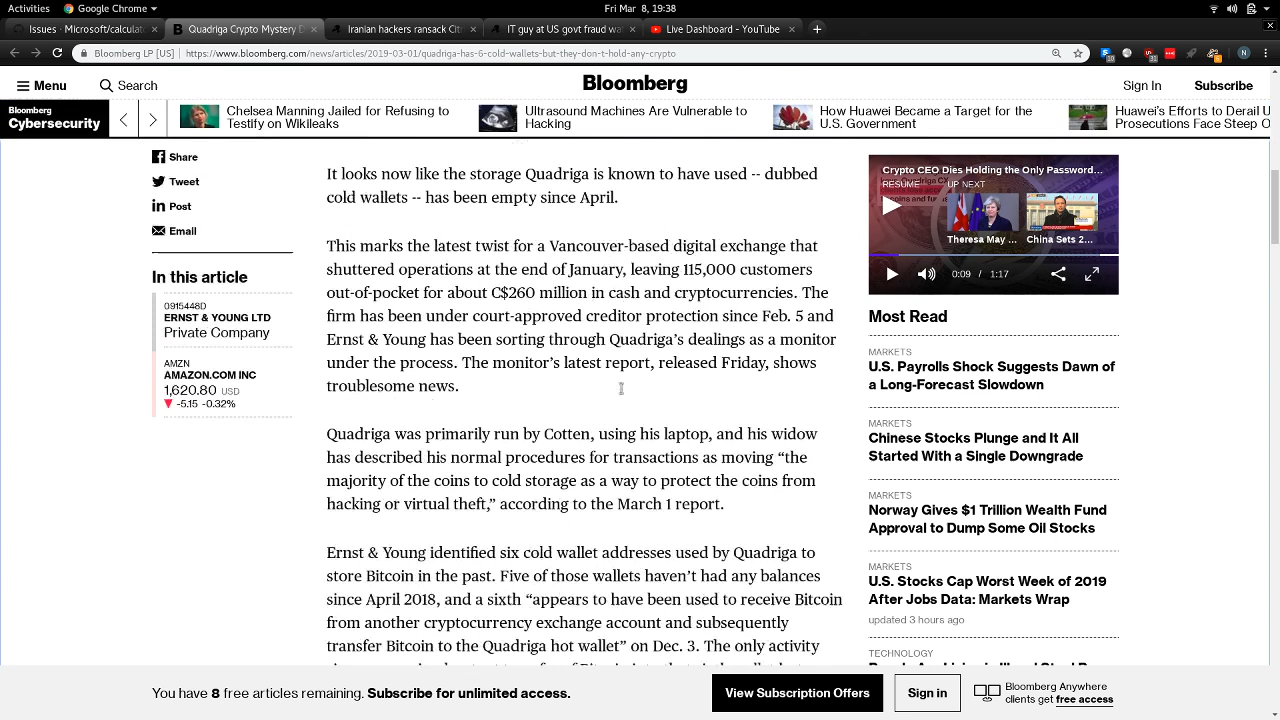 Activities
Google Chrome
Fri Mar 8, 19:38
Issues · Microsoft/calculat
Quadriga Crypto Mystery D
Iranian hackers ransack Cit
IT guy at US govt fraud wa
Live Dashboard - YouTube
Bloomberg LP [US] | https://www.bloomberg.com/news/articles/2019-03-01/quadriga-has-6-cold-wallets-but-they-don-t-hold-any-crypto
Menu
Search
Bloomberg
Sign In
Subscribe
Bloomberg
Cybersecurity
Chelsea Manning Jailed for Refusing to
Testify on Wikileaks
Ultrasound Machines Are Vulnerable to
Hacking
How Huawei Became a Target for the
U.S. Government
Huawei's Efforts to Derail U
Prosecutions Face Steep O
Share
Tweet
Post
Email
In this article
0915448D
ERNST & YOUNG LTD
Private Company
AMZN
AMAZON.COM INC
1,620.80 USD
-5.15 -0.32%
It looks now like the storage Quadriga is known to have used -- dubbed
cold wallets -- has been empty since April.
This marks the latest twist for a Vancouver-based digital exchange that
shuttered operations at the end of January, leaving 115,000 customers
out-of-pocket for about C$260 million in cash and cryptocurrencies. The
firm has been under court-approved creditor protection since Feb. 5 and
Ernst & Young has been sorting through Quadriga's dealings as a monitor
under the process. The monitor's latest report, released Friday, shows
troublesome news.
Quadriga was primarily run by Cotten, using his laptop, and his widow
has described his normal procedures for transactions as moving “the
majority of the coins to cold storage as a way to protect the coins from
hacking or virtual theft,” according to the March 1 report.
Ernst & Young identified six cold wallet addresses used by Quadriga to
store Bitcoin in the past. Five of those wallets haven't had any balances
since April 2018, and a sixth “appears to have been used to receive Bitcoin
from another cryptocurrency exchange account and subsequently
transfer Bitcoin to the Quadriga hot wallet” on Dec. 3. The only activity
Crypto CEO Dies Holding the Only Password...
RESUME
UP NEXT
Theresa May ...
China Sets 2...
0:09 / 1:17
Most Read
MARKETS
U.S. Payrolls Shock Suggests Dawn of
a Long-Forecast Slowdown
MARKETS
Chinese Stocks Plunge and It All
Started With a Single Downgrade
MARKETS
Norway Gives $1 Trillion Wealth Fund
Approval to Dump Some Oil Stocks
MARKETS
U.S. Stocks Cap Worst Week of 2019
After Jobs Data: Markets Wrap
updated 3 hours ago
TECHNOLOGY
You have 8 free articles remaining. Subscribe for unlimited access.
View Subscription Offers
Sign in
Bloomberg Anywhere
clients get free access